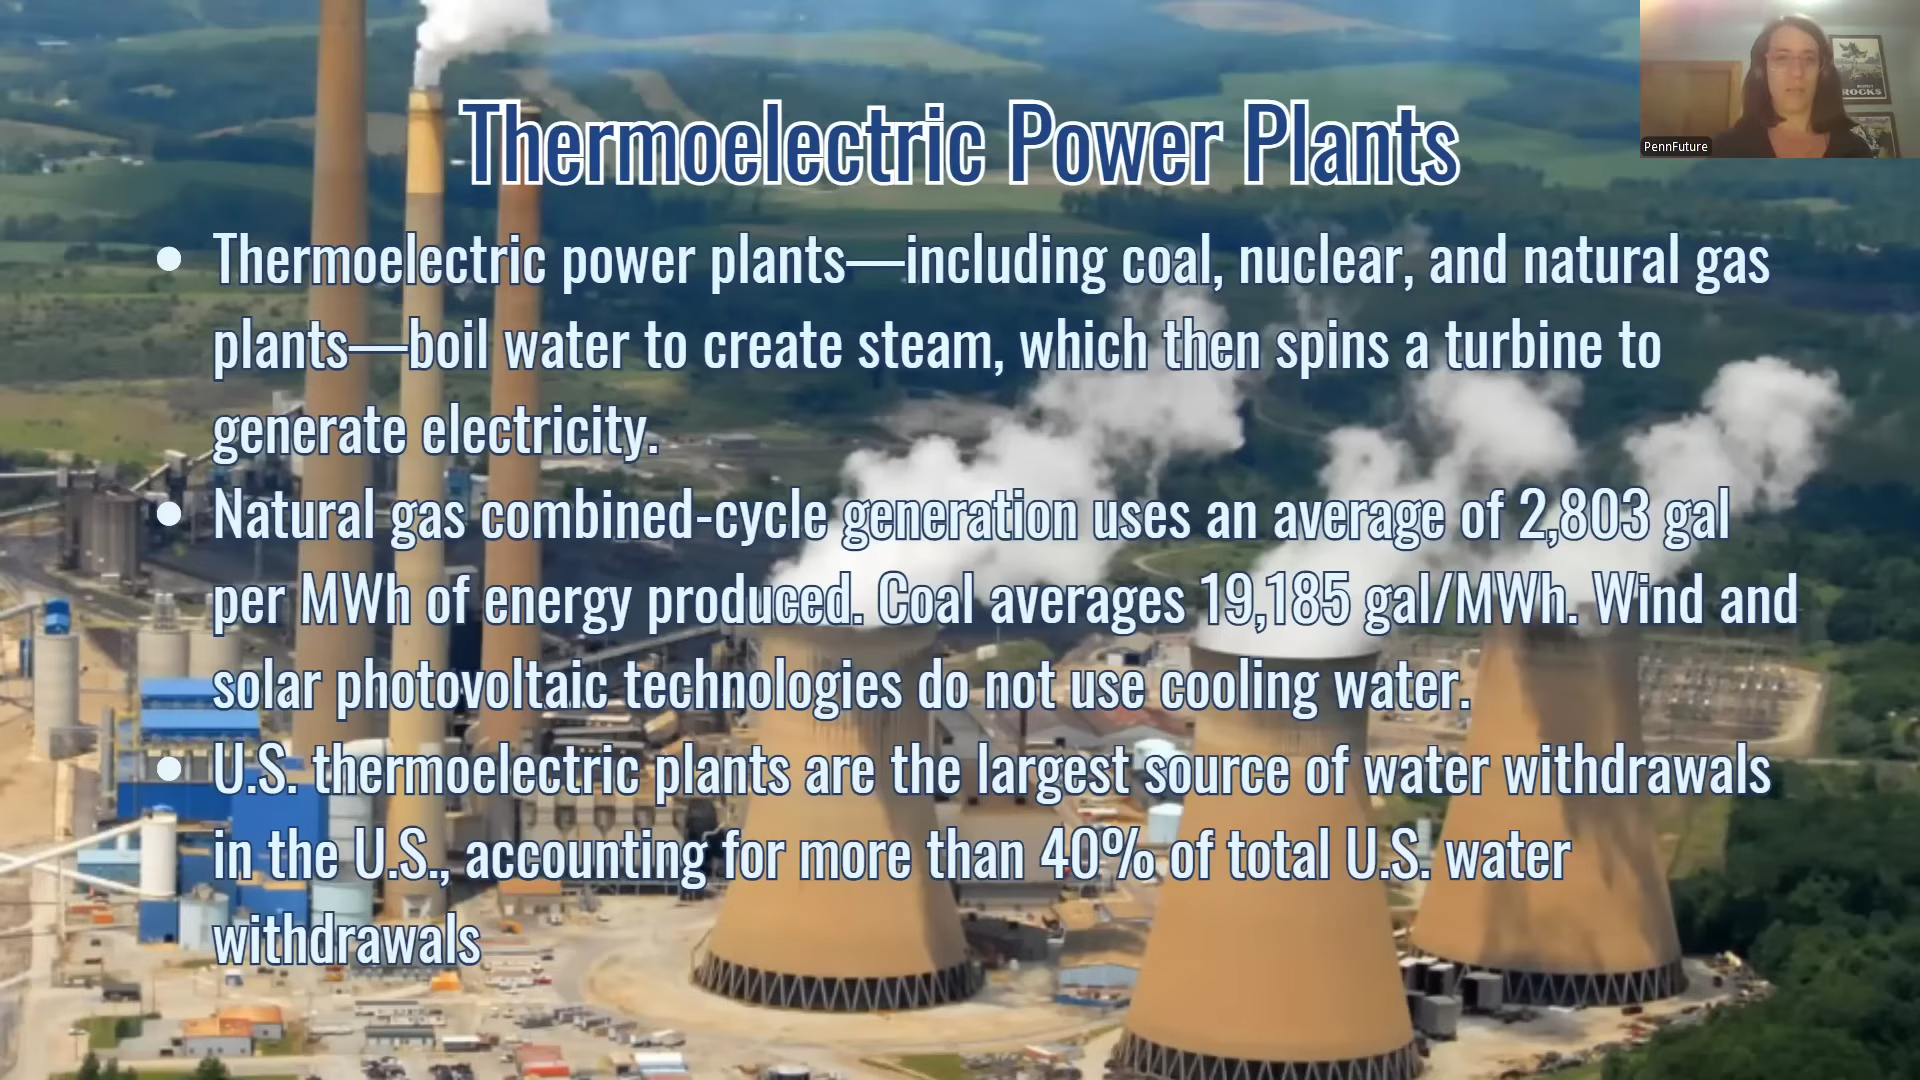 Thermoelectric Power Plants
PennFuture
ROCKS
• Thermoelectric power plants—including coal, nuclear, and natural gas
plants—boil water to create steam, which then spins a turbine to
generate electricity.
• Natural gas combined-cycle generation uses an average of 2,803 gal
per MWh of energy produced. Coal averages 19,185 gal/MWh. Wind and
solar photovoltaic technologies do not use cooling water.
• U.S. thermoelectric plants are the largest source of water withdrawals
in the U.S., accounting for more than 40% of total U.S. water
withdrawals